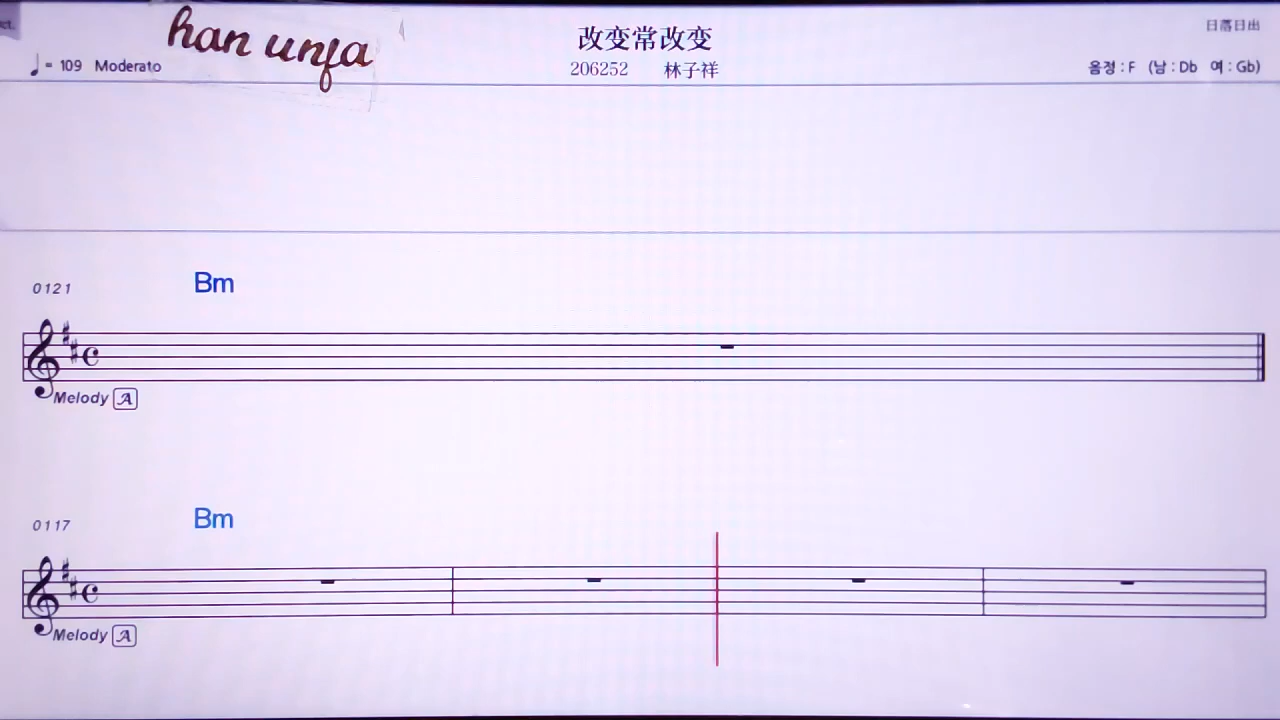 ct.
han unfa
改变常改变
日落日出
♩= 109 Moderato
206252 林子祥
음정 : F (남 : Db 여 : Gb)
0121 Bm
Melody A
0117 Bm
Melody A